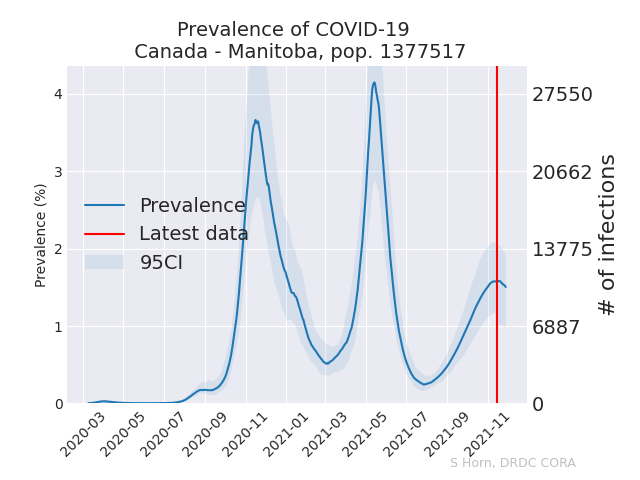 Prevalence of COVID-19
Canada - Manitoba, pop. 1377517
Prevalence (%)
4
3
2
1
0
27550
20662
13775
6887
0
# of infections
Prevalence
Latest data
95CI
2020-03
2020-05
2020-07
2020-09
2020-11
2021-01
2021-03
2021-05
2021-07
2021-09
2021-11
S Horn, DRDC CORA